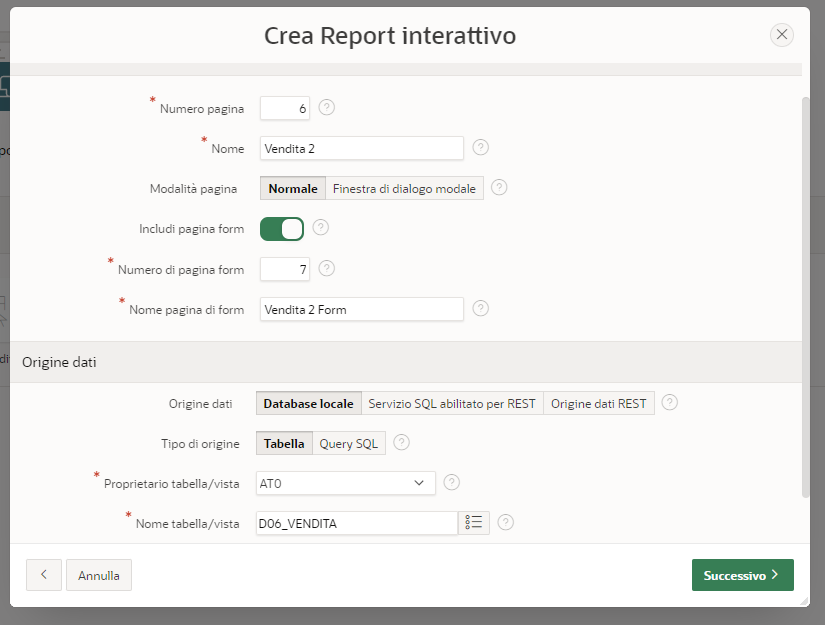 Crea Report interattivo
* Numero pagina 6 ?
* Nome Vendita 2 ?
Modalità pagina Normale Finestra di dialogo modale ?
Includi pagina form ?
* Numero di pagina form 7 ?
* Nome pagina di form Vendita 2 Form ?
Origine dati
Origine dati Database locale Servizio SQL abilitato per REST Origine dati REST ?
Tipo di origine Tabella Query SQL ?
* Proprietario tabella/vista AT0 ?
* Nome tabella/vista D06_VENDITA ?
Annulla Successivo